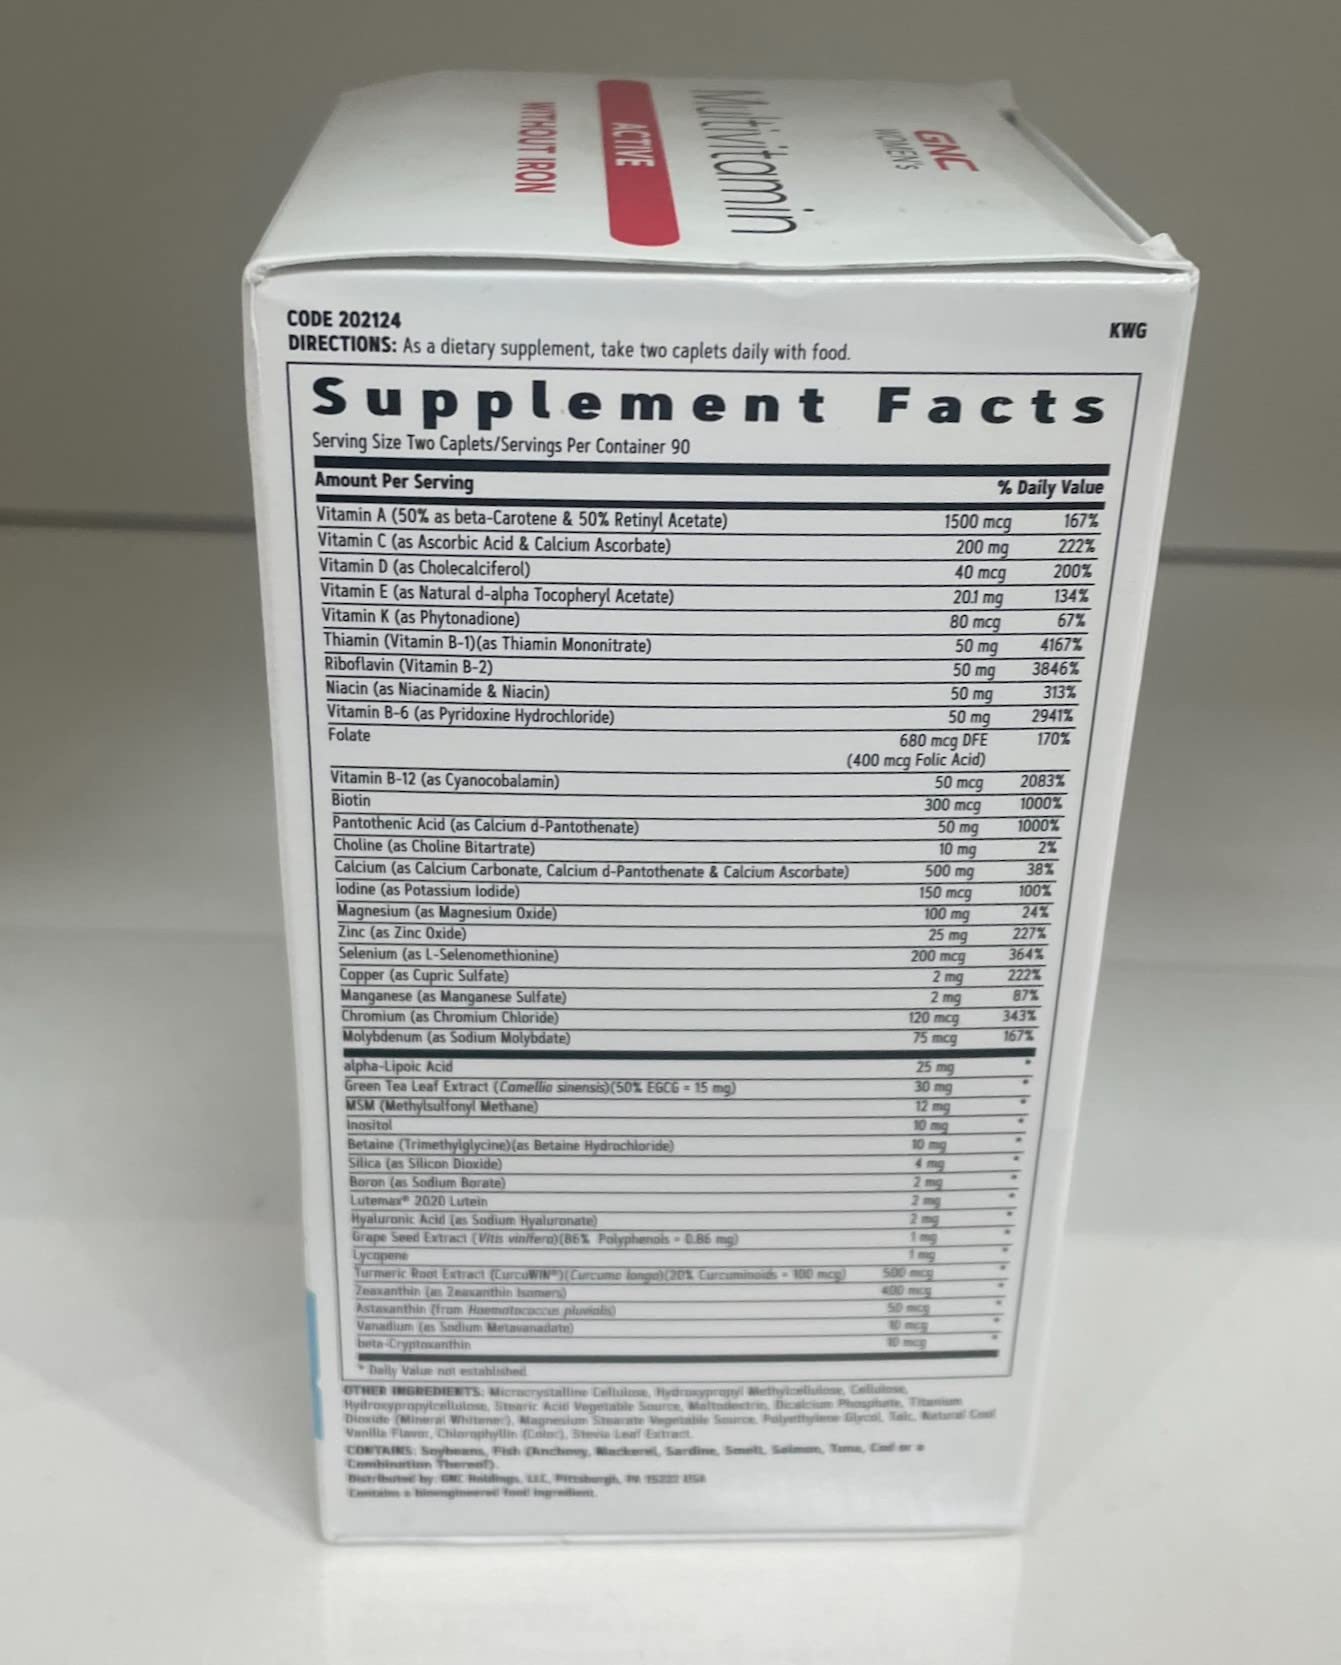 GNC
WOMEN'S
Multivitamin
ACTIVE
WITHOUT IRON
CODE 202124
KWG
DIRECTIONS: As a dietary supplement, take two caplets daily with food.
Supplement Facts
Serving Size Two Caplets/Servings Per Container 90
Amount Per Serving % Daily Value
Vitamin A (50% as beta-Carotene & 50% Retinyl Acetate) 1500 mcg 167%
Vitamin C (as Ascorbic Acid & Calcium Ascorbate) 200 mg 222%
Vitamin D (as Cholecalciferol) 40 mcg 200%
Vitamin E (as Natural d-alpha Tocopheryl Acetate) 20.1 mg 134%
Vitamin K (as Phytonadione) 80 mcg 67%
Thiamin (Vitamin B-1)(as Thiamin Mononitrate) 50 mg 4167%
Riboflavin (Vitamin B-2) 50 mg 3846%
Niacin (as Niacinamide & Niacin) 50 mg 313%
Vitamin B-6 (as Pyridoxine Hydrochloride) 50 mg 2941%
Folate 680 mcg DFE 170%
(400 mcg Folic Acid)
Vitamin B-12 (as Cyanocobalamin) 50 mcg 2083%
Biotin 300 mcg 1000%
Pantothenic Acid (as Calcium d-Pantothenate) 50 mg 1000%
Choline (as Choline Bitartrate) 10 mg 2%
Calcium (as Calcium Carbonate, Calcium d-Pantothenate & Calcium Ascorbate) 500 mg 38%
Iodine (as Potassium Iodide) 150 mcg 100%
Magnesium (as Magnesium Oxide) 100 mg 24%
Zinc (as Zinc Oxide) 25 mg 227%
Selenium (as L-Selenomethionine) 200 mcg 364%
Copper (as Cupric Sulfate) 2 mg 222%
Manganese (as Manganese Sulfate) 2 mg 87%
Chromium (as Chromium Chloride) 120 mcg 343%
Molybdenum (as Sodium Molybdate) 75 mcg 167%
alpha-Lipoic Acid 25 mg *
Green Tea Leaf Extract (Camellia sinensis)(50% EGCG = 15 mg) 30 mg *
MSM (Methylsulfonyl Methane) 12 mg *
Inositol 10 mg *
Betaine (Trimethylglycine)(as Betaine Hydrochloride) 10 mg *
Silica (as Silicon Dioxide) 4 mg *
Boron (as Sodium Borate) 2 mg *
Lutemax® 2020 Lutein 2 mg *
Hyaluronic Acid (as Sodium Hyaluronate) 2 mg *
Grape Seed Extract (Vitis vinifera)(86% Polyphenols = 0.86 mg) 1 mg *
Lycopene 1 mg *
Turmeric Root Extract (CurcuWIN®)(Curcuma longa)(20% Curcuminoids = 100 mcg) 500 mcg *
Zeaxanthin (as Zeaxanthin Isomers) 400 mcg *
Astaxanthin (from Haematococcus pluvialis) 50 mcg *
Vanadium (as Sodium Metavanadate) 10 mcg *
beta-Cryptoxanthin 10 mcg *
* Daily Value not established.
OTHER INGREDIENTS: Microcrystalline Cellulose, Hydroxypropyl Methylcellulose, Cellulose,
Hydroxypropylcellulose, Stearic Acid Vegetable Source, Maltodextrin, Dicalcium Phosphate, Titanium
Dioxide (Mineral Whitener), Magnesium Stearate Vegetable Source, Polyethylene Glycol, Talc, Natural Cool
Vanilla Flavor, Chlorophyllin (Color), Stevia Leaf Extract.
CONTAINS: Soybeans, Fish (Anchovy, Mackerel, Sardine, Smelt, Salmon, Tuna, Cod or a
Combination Thereof).
Distributed by: GNC Holdings, LLC, Pittsburgh, PA 15222 USA
Contains a bioengineered food ingredient.